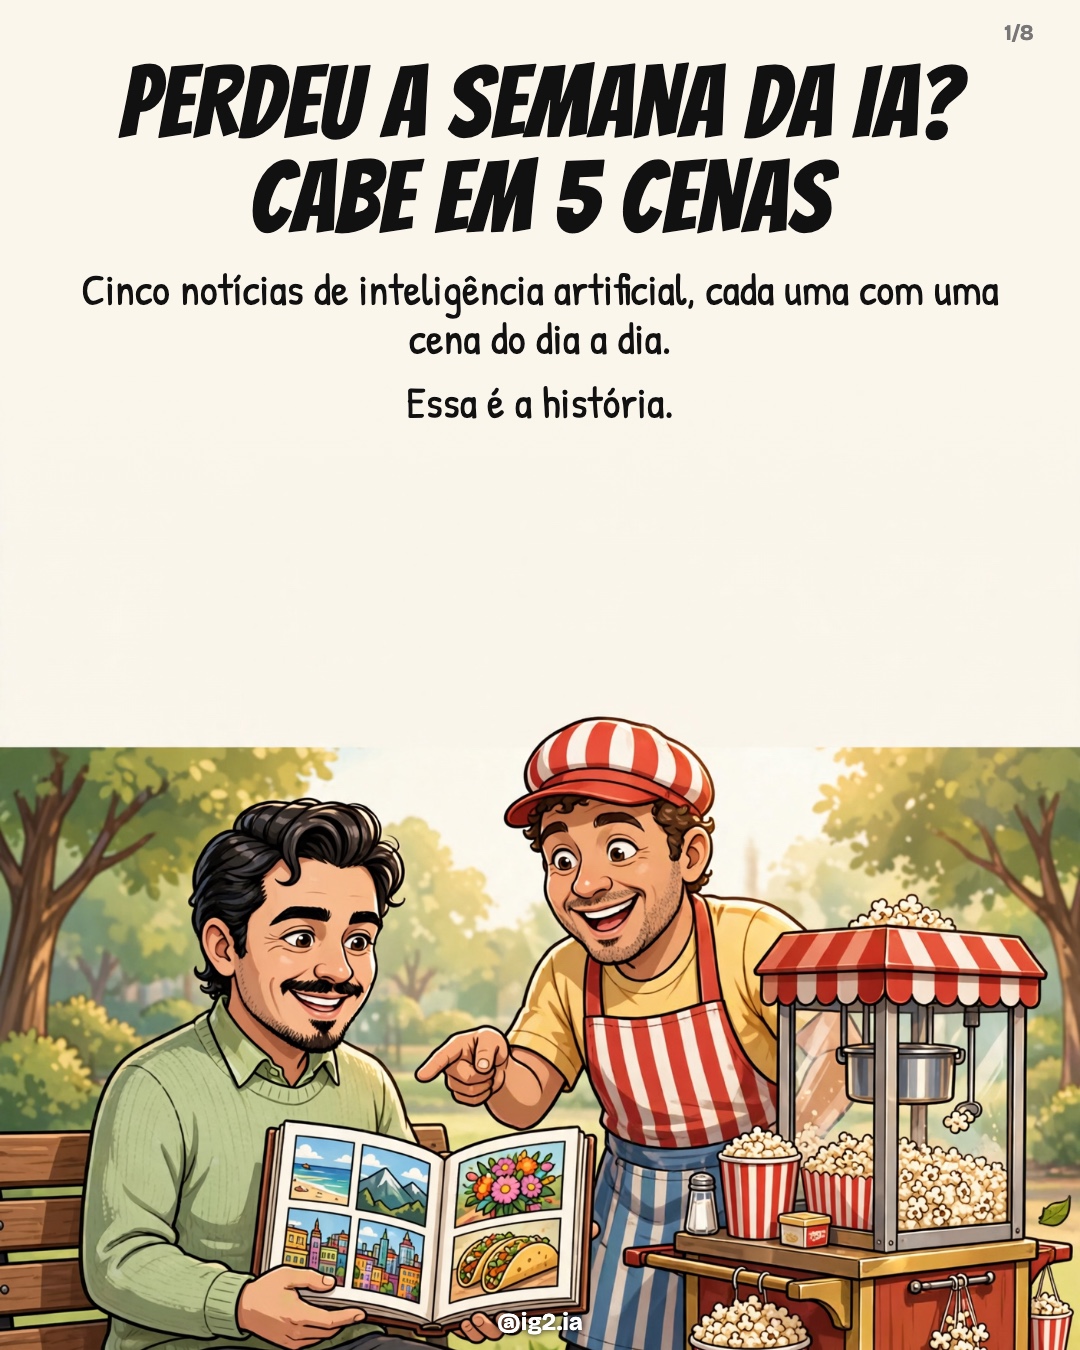 1/8
PERDEU A SEMANA DA IA?
CABE EM 5 CENAS
Cinco notícias de inteligência artificial, cada uma com uma
cena do dia a dia.
Essa é a história.
@ig2.ia